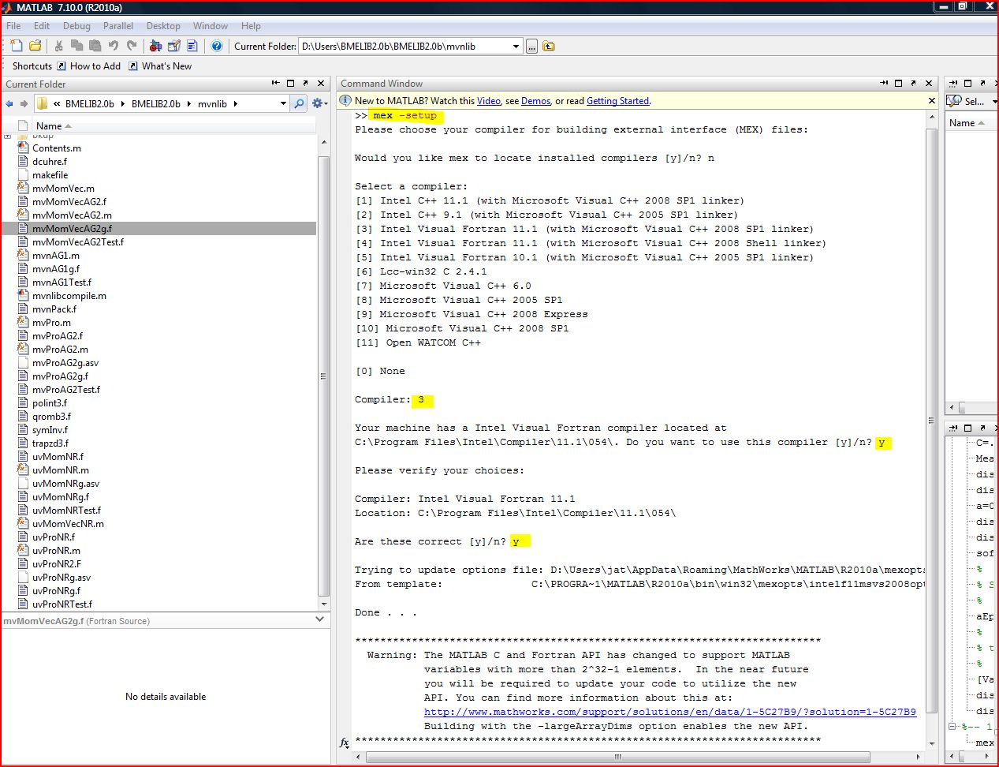 MATLAB 7.10.0 (R2010a)
File Edit Debug Parallel Desktop Window Help
Current Folder: D:\Users\BMELIB2.0b\BMELIB2.0b\mvnlib
Shortcuts How to Add What's New
Current Folder
« BMELIB2.0b BMELIB2.0b mvnlib
Name
bkup
Contents.m
dcuhre.f
makefile
mvMomVec.m
mvMomVecAG2.f
mvMomVecAG2.m
mvMomVecAG2g.f
mvMomVecAG2Test.f
mvnAG1.m
mvnAG1g.f
mvnAG1Test.f
mvnlibcompile.m
mvnPack.f
mvPro.m
mvProAG2.f
mvProAG2.m
mvProAG2g.asv
mvProAG2g.f
mvProAG2Test.f
polint3.f
qromb3.f
symInv.f
trapzd3.f
uvMomNR.f
uvMomNR.m
uvMomNRg.asv
uvMomNRg.f
uvMomNRTest.f
uvMomVecNR.m
uvProNR.f
uvProNR.m
uvProNR2.F
uvProNRg.asv
uvProNRg.f
uvProNRTest.f
mvMomVecAG2g.f (Fortran Source)
No details available
Command Window
New to MATLAB? Watch this Video, see Demos, or read Getting Started.
>> mex -setup
Please choose your compiler for building external interface (MEX) files:
Would you like mex to locate installed compilers [y]/n? n
Select a compiler:
[1] Intel C++ 11.1 (with Microsoft Visual C++ 2008 SP1 linker)
[2] Intel C++ 9.1 (with Microsoft Visual C++ 2005 SP1 linker)
[3] Intel Visual Fortran 11.1 (with Microsoft Visual C++ 2008 SP1 linker)
[4] Intel Visual Fortran 11.1 (with Microsoft Visual C++ 2008 Shell linker)
[5] Intel Visual Fortran 10.1 (with Microsoft Visual C++ 2005 SP1 linker)
[6] Lcc-win32 C 2.4.1
[7] Microsoft Visual C++ 6.0
[8] Microsoft Visual C++ 2005 SP1
[9] Microsoft Visual C++ 2008 Express
[10] Microsoft Visual C++ 2008 SP1
[11] Open WATCOM C++
[0] None
Compiler: 3
Your machine has a Intel Visual Fortran compiler located at
C:\Program Files\Intel\Compiler\11.1\054\. Do you want to use this compiler [y]/n? y
Please verify your choices:
Compiler: Intel Visual Fortran 11.1
Location: C:\Program Files\Intel\Compiler\11.1\054\
Are these correct [y]/n? y
Trying to update options file: D:\Users\jat\AppData\Roaming\MathWorks\MATLAB\R2010a\mexopts
From template: C:\PROGRA~1\MATLAB\R2010a\bin\win32\mexopts\intelf11msvs2008opt
Done . . .
**************************************************************************
Warning: The MATLAB C and Fortran API has changed to support MATLAB
variables with more than 2^32-1 elements. In the near future
you will be required to update your code to utilize the new
API. You can find more information about this at:
http://www.mathworks.com/support/solutions/en/data/1-5C27B9/?solution=1-5C27B9
Building with the -largeArrayDims option enables the new API.
**************************************************************************
fx
Sel...
Name
C=.
Mea
dis
dis
a=0
dis
dis
sof
%
% S
%
aEp
%
% t
%
[Va
dis
dis
%-- 1
mex